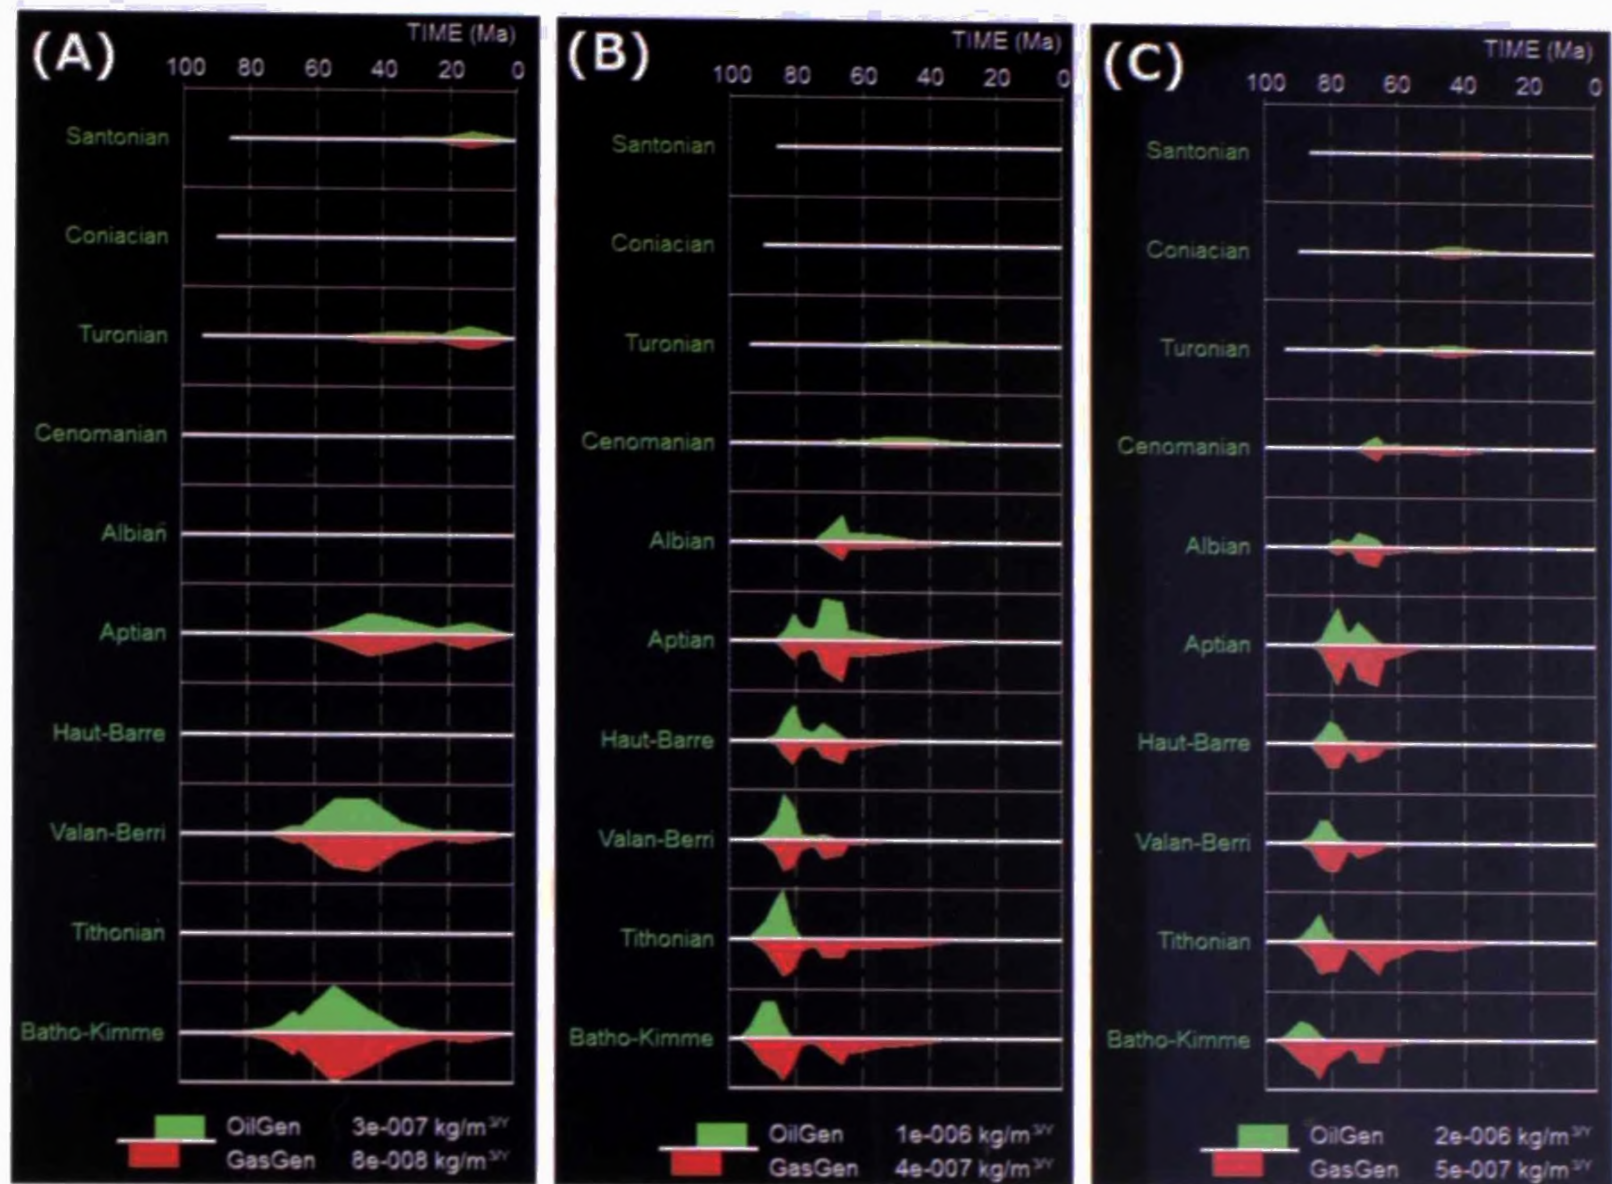 (A)
TIME (Ma)
100 80 60 40 20 0
Santonian
Coniacian
Turonian
Cenomanian
Albian
Aptian
Haut-Barre
Valan-Berri
Tithonian
Batho-Kimme
OilGen 3e-007 kg/m³/Y
GasGen 8e-008 kg/m³/Y
(B)
TIME (Ma)
100 80 60 40 20 0
Santonian
Coniacian
Turonian
Cenomanian
Albian
Aptian
Haut-Barre
Valan-Berri
Tithonian
Batho-Kimme
OilGen 1e-006 kg/m³/Y
GasGen 4e-007 kg/m³/Y
(C)
TIME (Ma)
100 80 60 40 20 0
Santonian
Coniacian
Turonian
Cenomanian
Albian
Aptian
Haut-Barre
Valan-Berri
Tithonian
Batho-Kimme
OilGen 2e-006 kg/m³/Y
GasGen 5e-007 kg/m³/Y